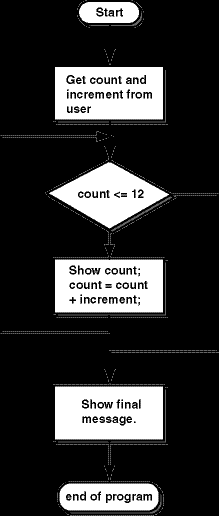 Start
Get count and
increment from
user
count <= 12
Show count;
count = count
+ increment;
Show final
message.
end of program